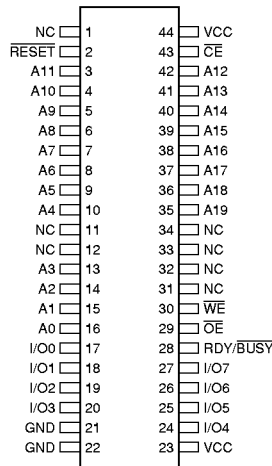 NC 1 44 VCC
RESET 2 43 CE
A11 3 42 A12
A10 4 41 A13
A9 5 40 A14
A8 6 39 A15
A7 7 38 A16
A6 8 37 A17
A5 9 36 A18
A4 10 35 A19
NC 11 34 NC
NC 12 33 NC
A3 13 32 NC
A2 14 31 NC
A1 15 30 WE
A0 16 29 OE
I/O0 17 28 RDY/BUSY
I/O1 18 27 I/O7
I/O2 19 26 I/O6
I/O3 20 25 I/O5
GND 21 24 I/O4
GND 22 23 VCC